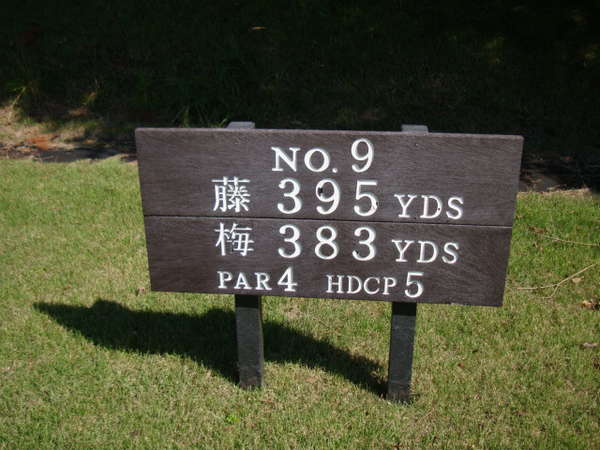 NO. 9
藤 395 YDS
梅 383 YDS
PAR 4 HDCP 5